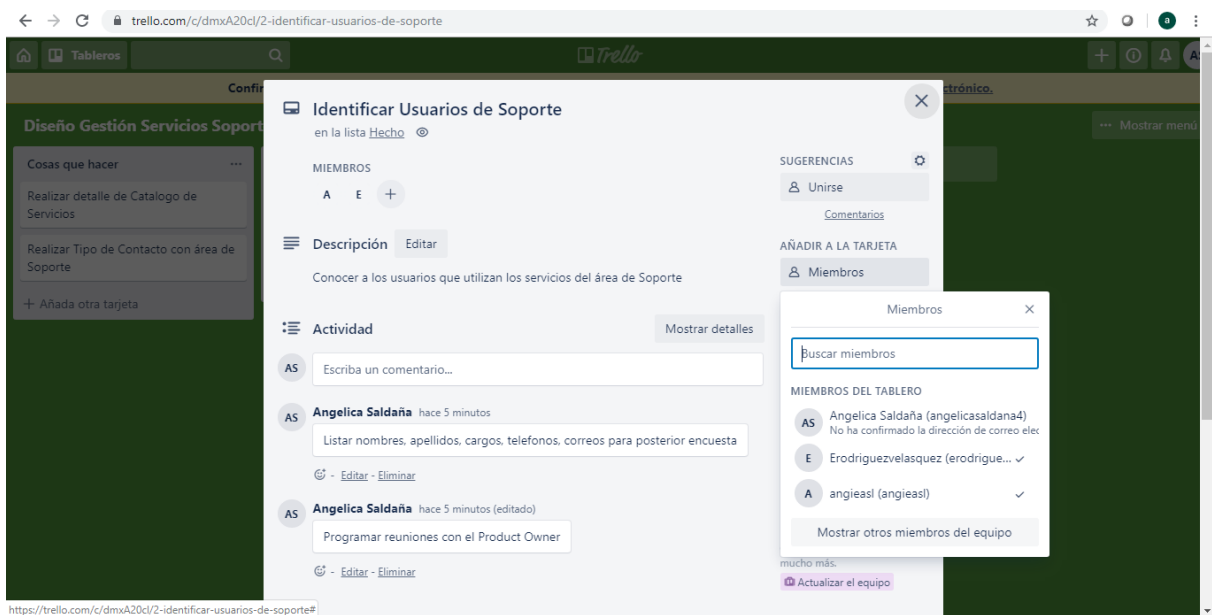 trello.com/c/dmxA20cl/2-identificar-usuarios-de-soporte
a
Tableros
Trello
Confir
ctrónico.
Diseño Gestión Servicios Soport
Mostrar menú
Cosas que hacer
Realizar detalle de Catalogo de
Servicios
Realizar Tipo de Contacto con área de
Soporte
+ Añada otra tarjeta
Identificar Usuarios de Soporte
en la lista Hecho
MIEMBROS
A E +
Descripción Editar
Conocer a los usuarios que utilizan los servicios del área de Soporte
Actividad Mostrar detalles
AS Escriba un comentario...
AS Angelica Saldaña hace 5 minutos
Listar nombres, apellidos, cargos, telefonos, correos para posterior encuesta
- Editar - Eliminar
AS Angelica Saldaña hace 5 minutos (editado)
Programar reuniones con el Product Owner
- Editar - Eliminar
SUGERENCIAS
Unirse
Comentarios
AÑADIR A LA TARJETA
Miembros
Miembros
Buscar miembros
MIEMBROS DEL TABLERO
AS Angelica Saldaña (angelicasaldana4)
No ha confirmado la dirección de correo elec
E Erodriguezvelasquez (erodrigue...
A angieasl (angieasl)
Mostrar otros miembros del equipo
mucho más.
Actualizar el equipo
https://trello.com/c/dmxA20cl/2-identificar-usuarios-de-soporte#